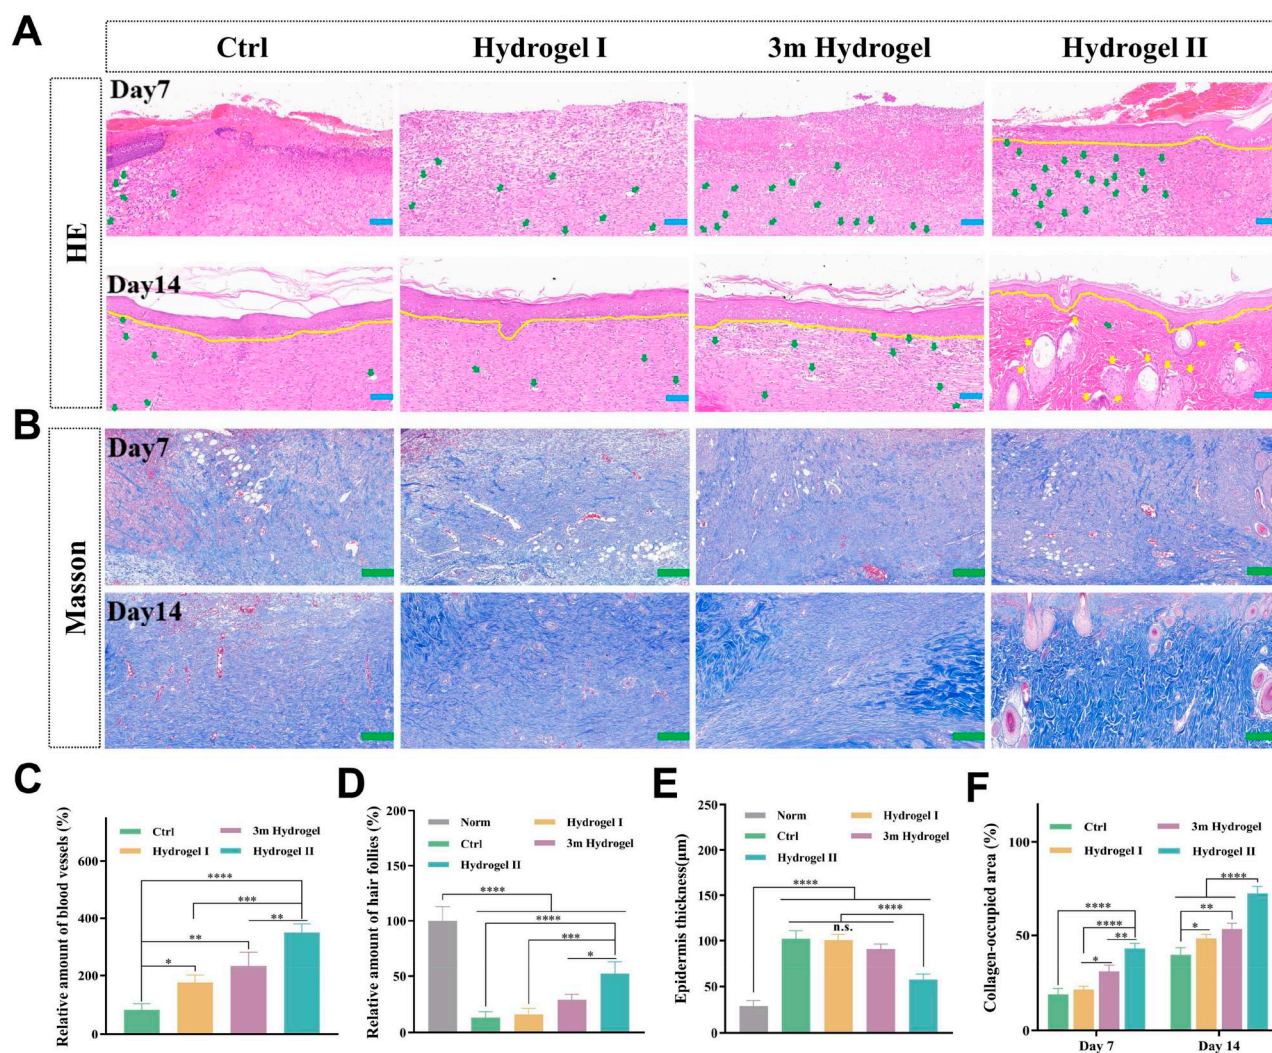 A
Ctrl
Hydrogel I
3m Hydrogel
Hydrogel II
HE
Day7
Day14
B
Masson
Day7
Day14
C
Relative amount of blood vessels (%)
600
400
200
0
Ctrl
3m Hydrogel
Hydrogel I
Hydrogel II
****
***
**
**
*
D
Relative amount of hair follies (%)
200
150
100
50
0
Norm
Hydrogel I
Ctrl
3m Hydrogel
Hydrogel II
****
****
***
*
E
Epidermis thickness(μm)
250
200
150
100
50
0
Norm
Hydrogel I
Ctrl
3m Hydrogel
Hydrogel II
****
****
n.s.
F
Collagen-occupied area (%)
100
50
0
Ctrl
3m Hydrogel
Hydrogel I
Hydrogel II
****
****
**
*
****
**
*
Day 7
Day 14